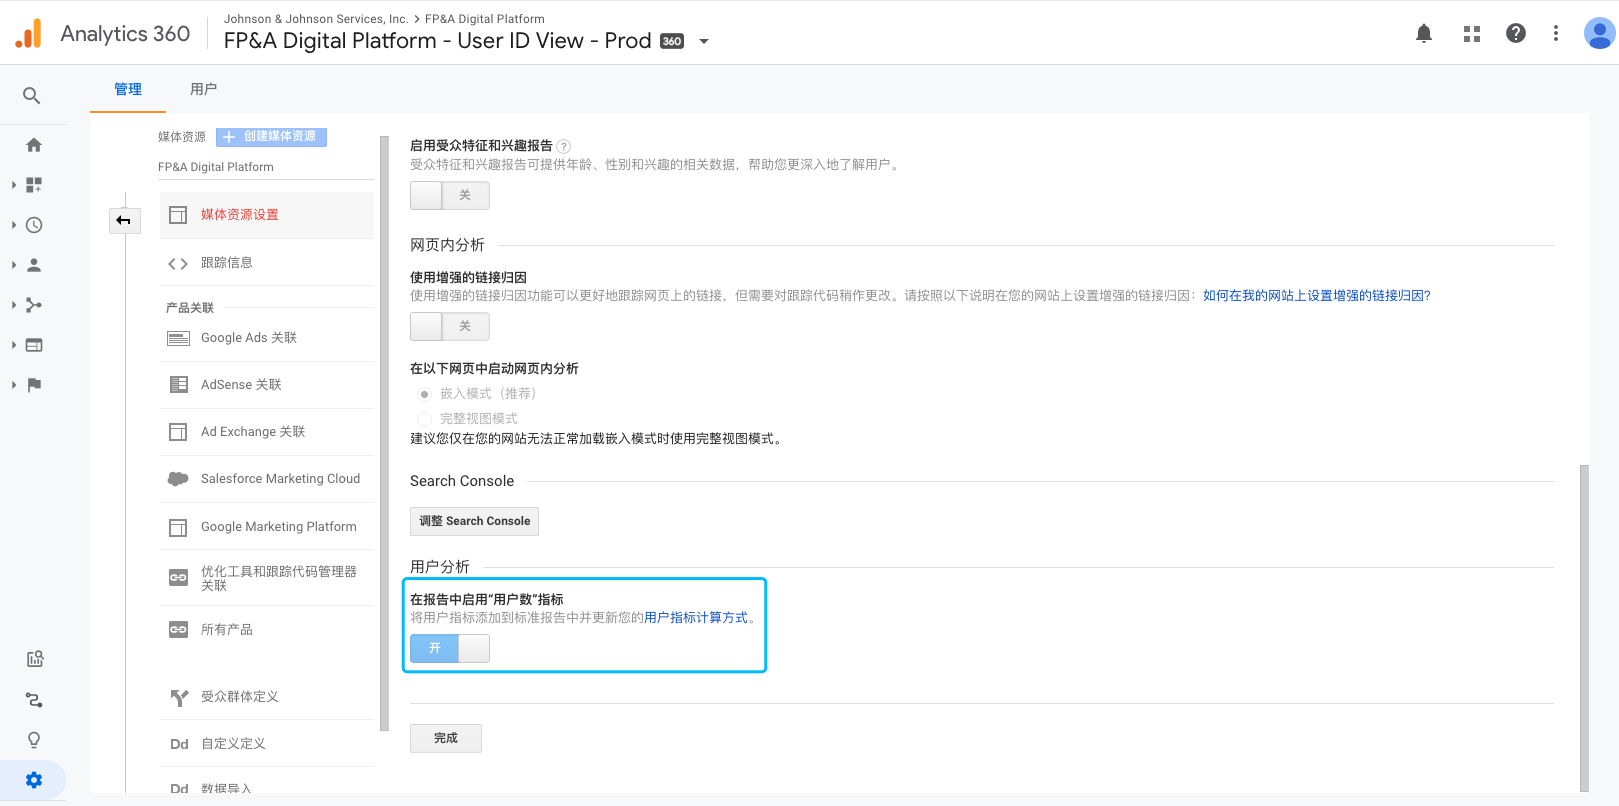 Analytics 360
Johnson & Johnson Services, Inc. > FP&A Digital Platform
FP&A Digital Platform - User ID View - Prod 360
管理
用户
媒体资源
+ 创建媒体资源
FP&A Digital Platform
媒体资源设置
跟踪信息
产品关联
Google Ads 关联
AdSense 关联
Ad Exchange 关联
Salesforce Marketing Cloud
Google Marketing Platform
优化工具和跟踪代码管理器
关联
所有产品
受众群体定义
Dd 自定义定义
Dd 数据导入
启用受众特征和兴趣报告 ?
受众特征和兴趣报告可提供年龄、性别和兴趣的相关数据，帮助您更深入地了解用户。
关
网页内分析
使用增强的链接归因
使用增强的链接归因功能可以更好地跟踪网页上的链接，但需要对跟踪代码稍作更改。请按照以下说明在您的网站上设置增强的链接归因：如何在我的网站上设置增强的链接归因?
关
在以下网页中启动网页内分析
嵌入模式（推荐）
完整视图模式
建议您仅在您的网站无法正常加载嵌入模式时使用完整视图模式。
Search Console
调整 Search Console
用户分析
在报告中启用“用户数”指标
将用户指标添加到标准报告中并更新您的用户指标计算方式。
开
完成